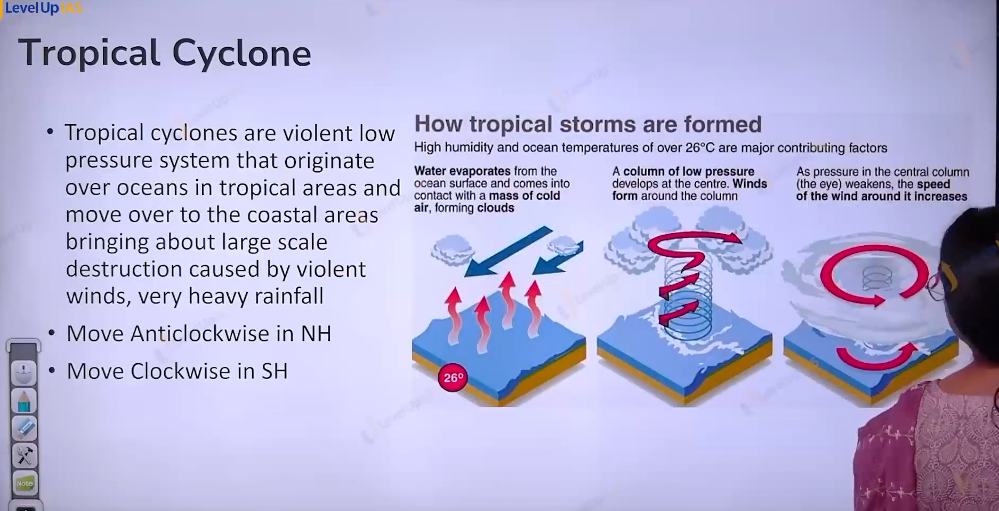 LevelUp IAS
Tropical Cyclone
• Tropical cyclones are violent low
pressure system that originate
over oceans in tropical areas and
move over to the coastal areas
bringing about large scale
destruction caused by violent
winds, very heavy rainfall
• Move Anticlockwise in NH
• Move Clockwise in SH
How tropical storms are formed
High humidity and ocean temperatures of over 26°C are major contributing factors
Water evaporates from the
ocean surface and comes into
contact with a mass of cold
air, forming clouds
A column of low pressure
develops at the centre. Winds
form around the column
As pressure in the central column
(the eye) weakens, the speed
of the wind around it increases
26º
Note